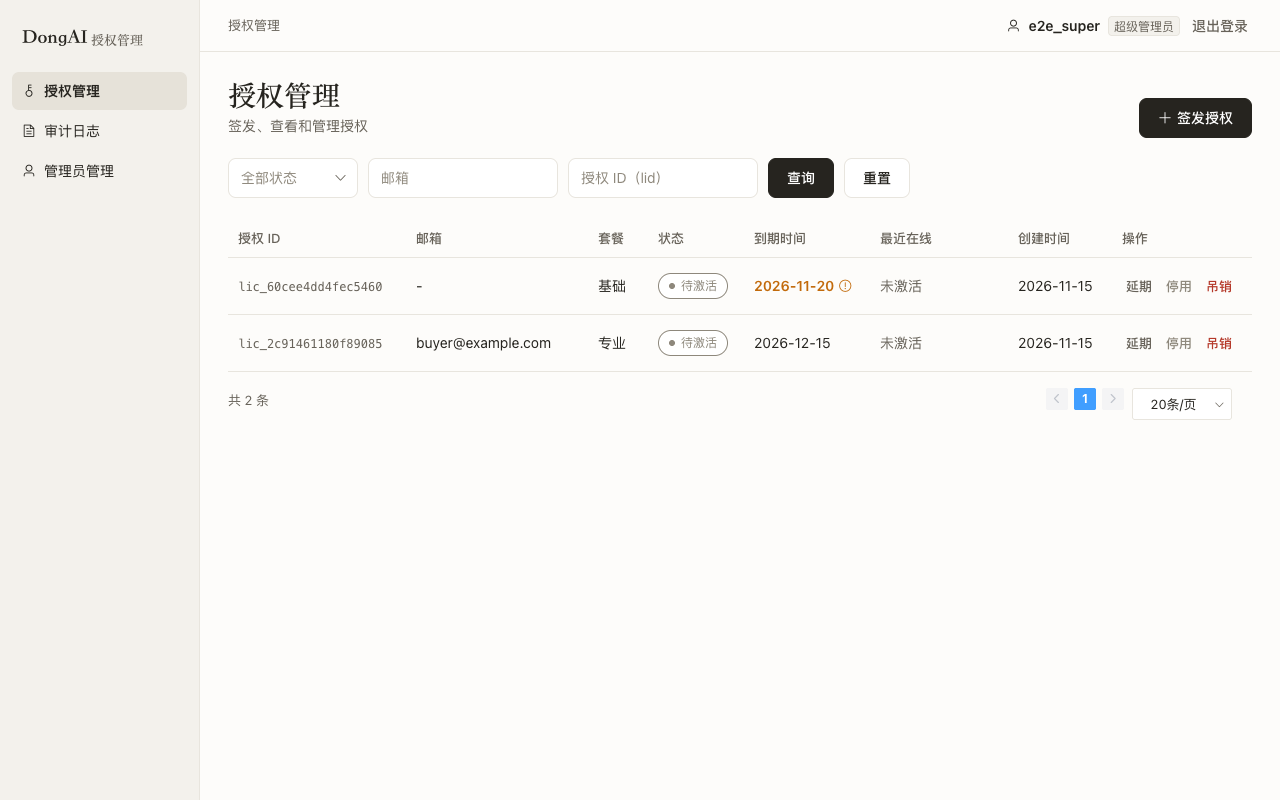 DongAI 授权管理
授权管理
审计日志
管理员管理
授权管理
e2e_super 超级管理员 退出登录
授权管理
签发、查看和管理授权
签发授权
全部状态 邮箱 授权 ID（lid） 查询 重置
授权 ID 邮箱 套餐 状态 到期时间 最近在线 创建时间 操作
lic_60cee4dd4fec5460 - 基础 待激活 2026-11-20 未激活 2026-11-15 延期 停用 吊销
lic_2c91461180f89085 buyer@example.com 专业 待激活 2026-12-15 未激活 2026-11-15 延期 停用 吊销
共 2 条 1 20条/页